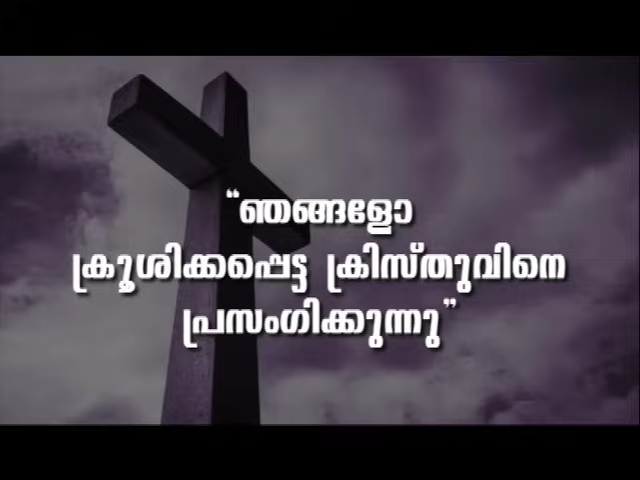 “ഞങ്ങളോ
ക്രൂശിക്കപ്പെട്ട ക്രിസ്തുവിനെ
പ്രസംഗിക്കുന്നു”